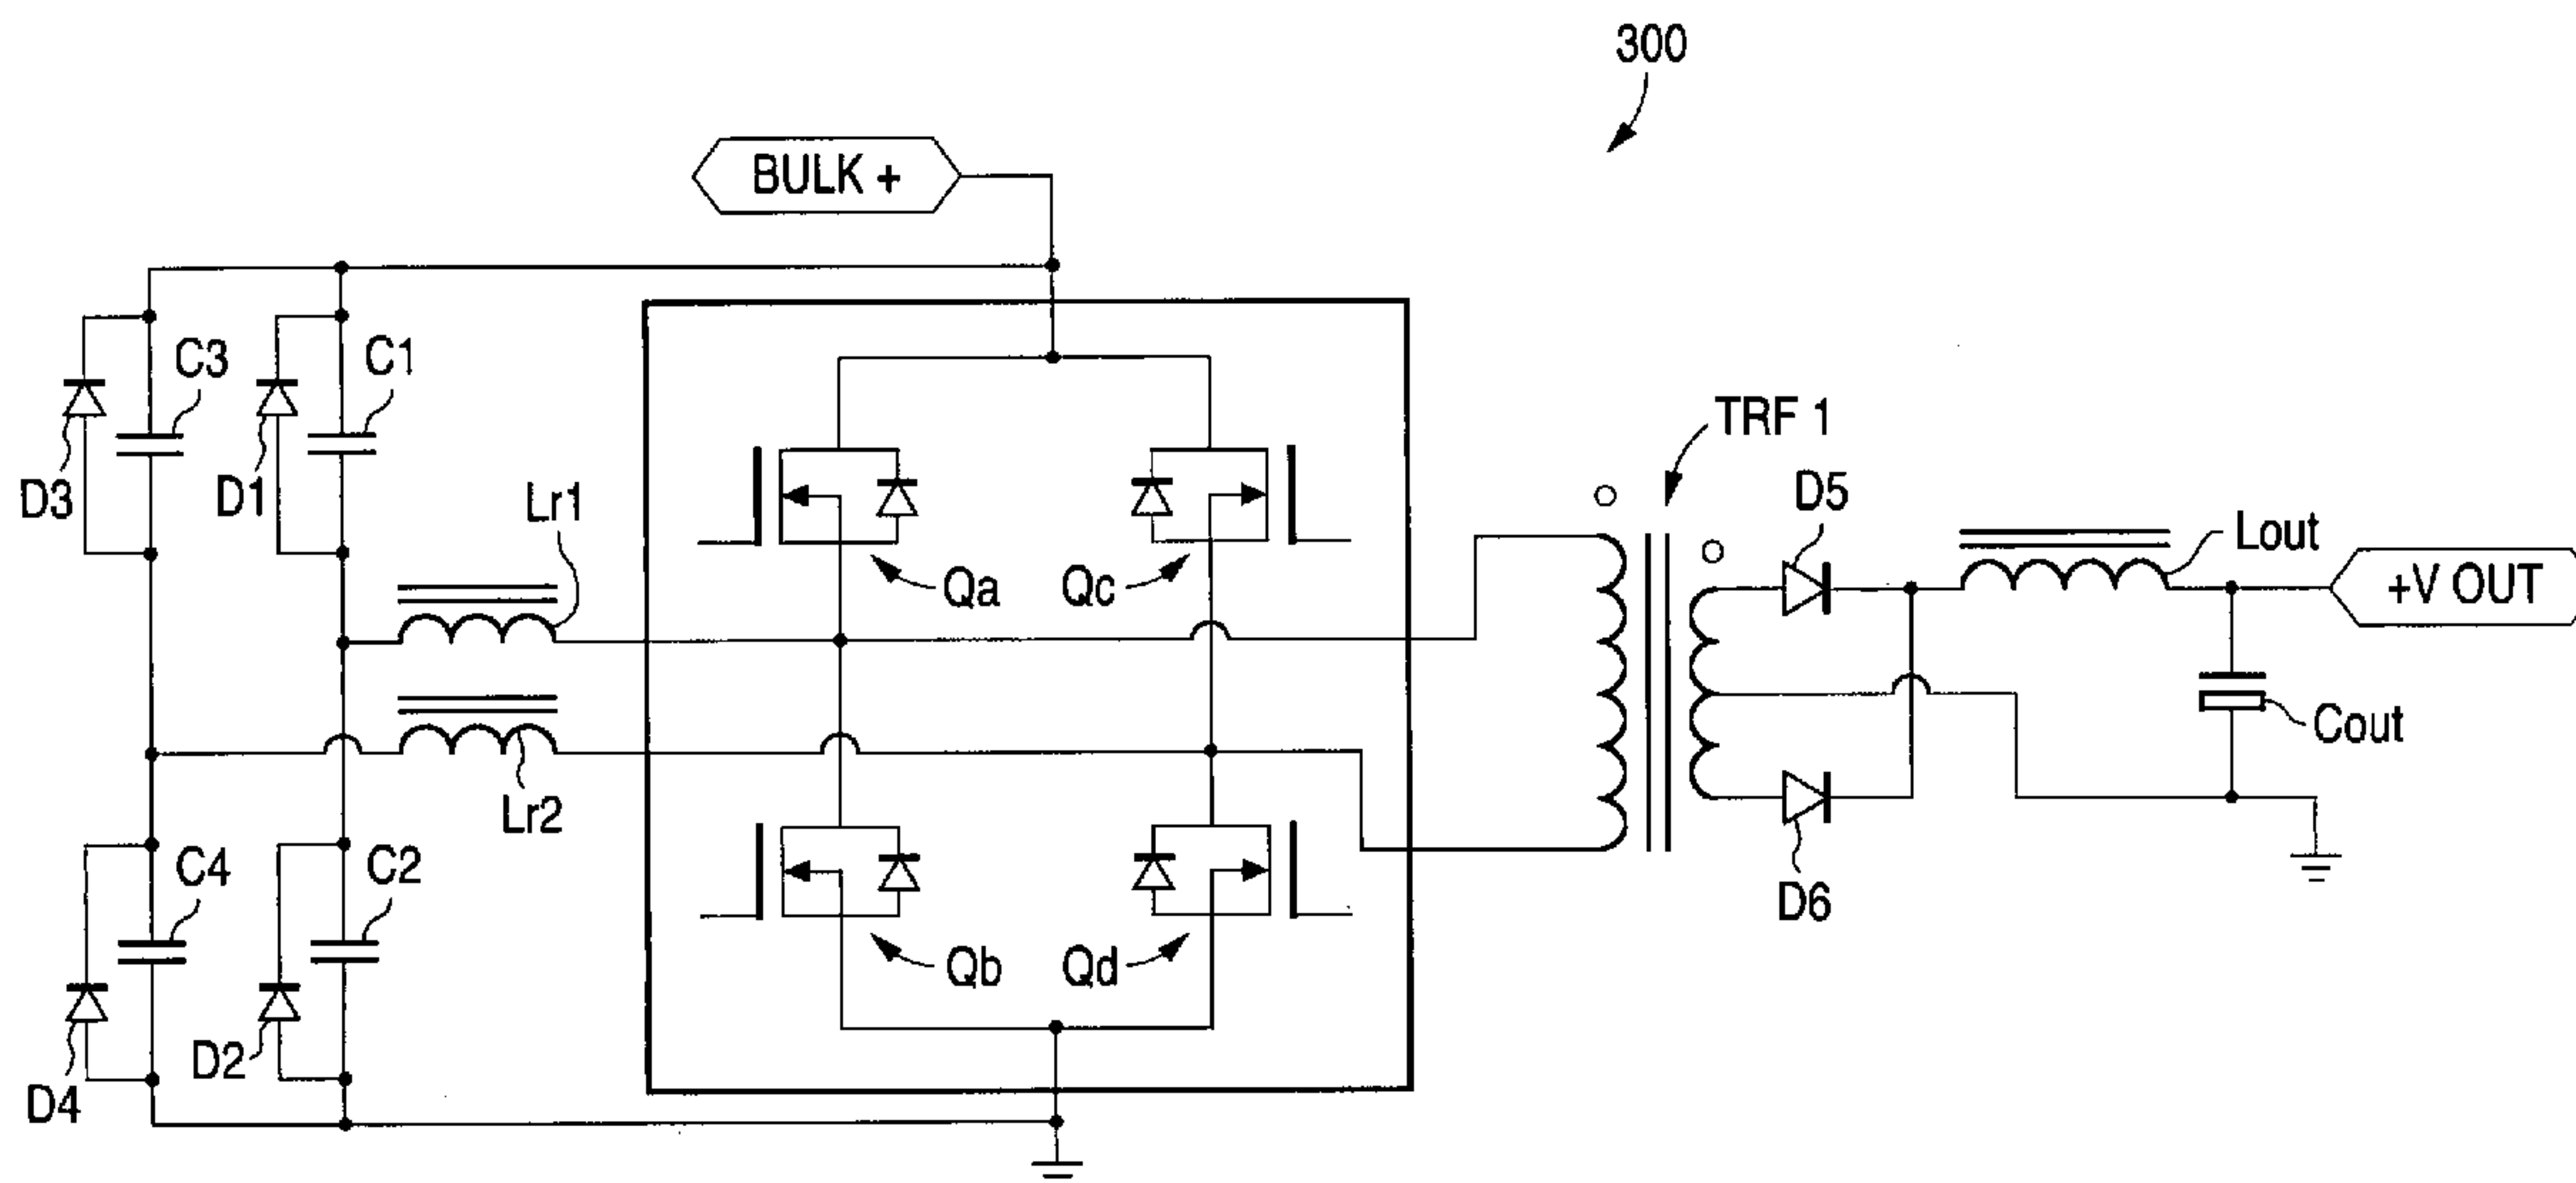 300
BULK +
C3
C1
D3
D1
Lr1
TRF 1
D5
Lout
+V OUT
Qa
Qc
Cout
Lr2
C4
C2
D6
Qb
Qd
D2
D4